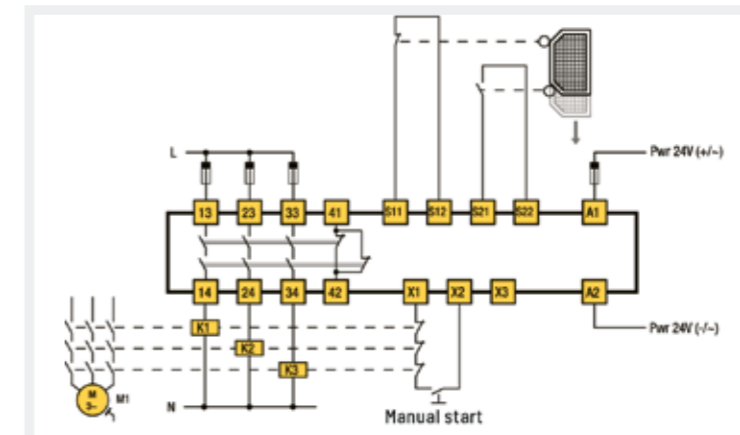 L
Pwr 24V (+/~)
13 23 33 41 S11 S12 S21 S22 A1
14 24 34 42 X1 X2 X3 A2
K1
Pwr 24V (-/~)
K2
K3
M
3~
M1
N
Manual start